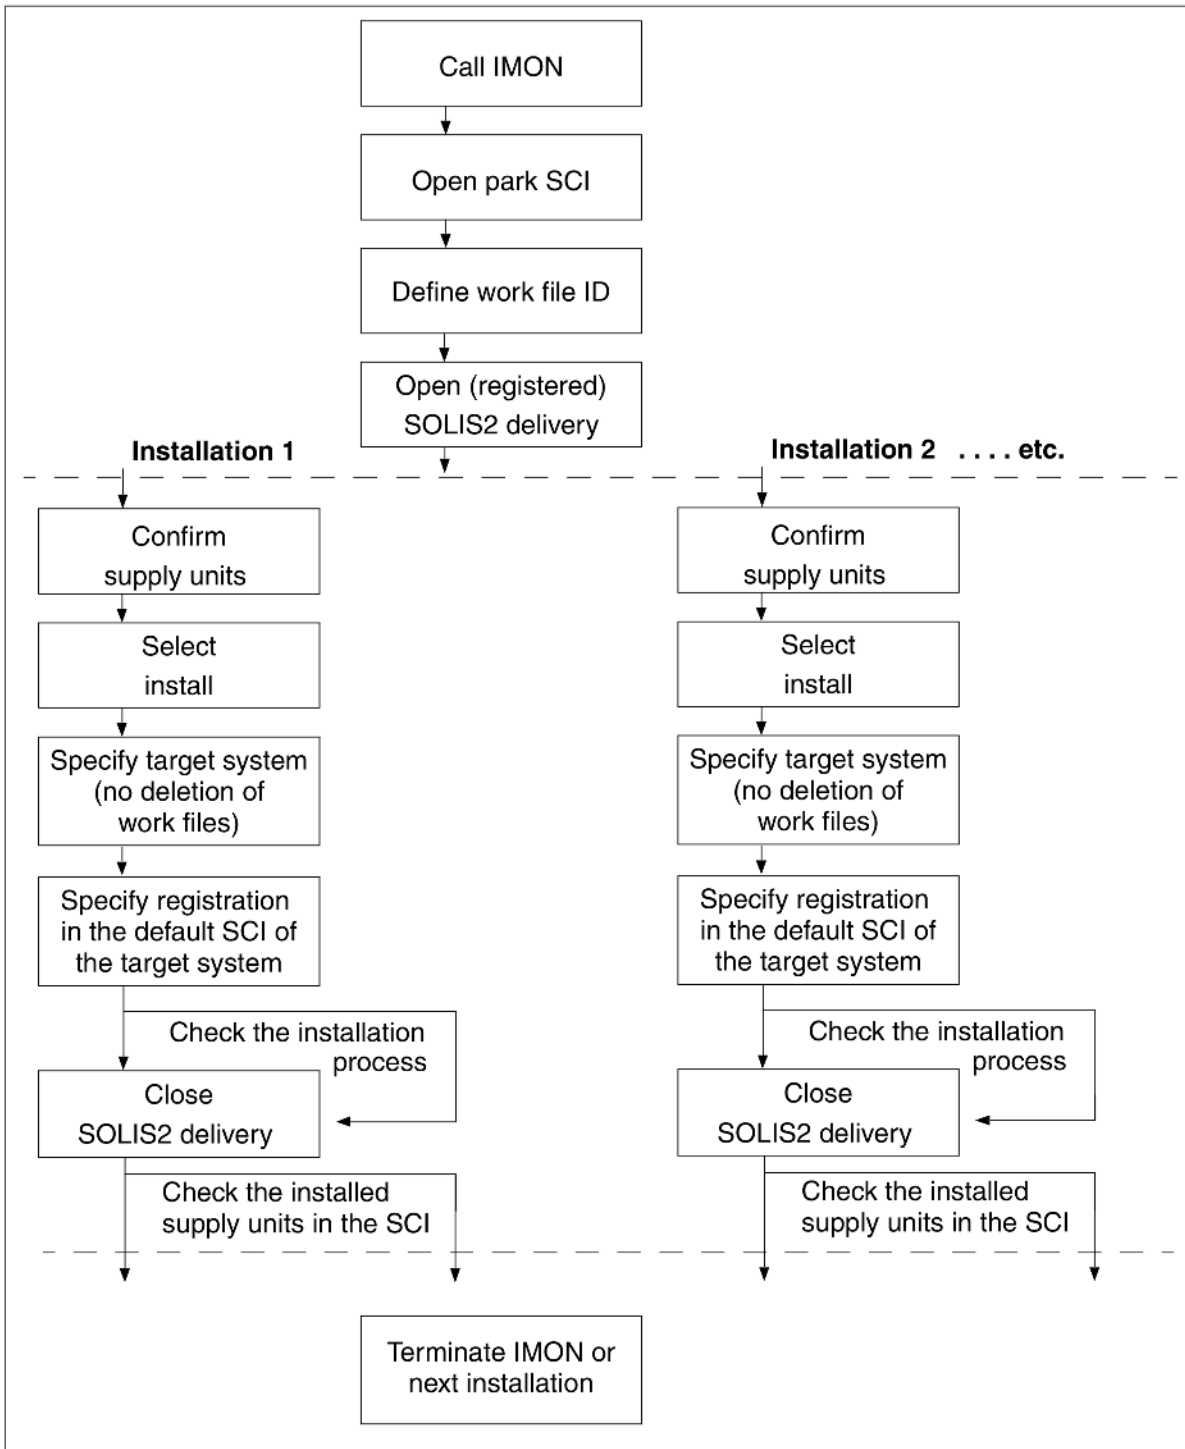 Call IMON
Open park SCI
Define work file ID
Open (registered)
SOLIS2 delivery
Installation 1
Confirm
supply units
Select
install
Specify target system
(no deletion of
work files)
Specify registration
in the default SCI of
the target system
Check the installation
process
Close
SOLIS2 delivery
Check the installed
supply units in the SCI
Installation 2 . . . . etc.
Confirm
supply units
Select
install
Specify target system
(no deletion of
work files)
Specify registration
in the default SCI of
the target system
Check the installation
process
Close
SOLIS2 delivery
Check the installed
supply units in the SCI
Terminate IMON or
next installation